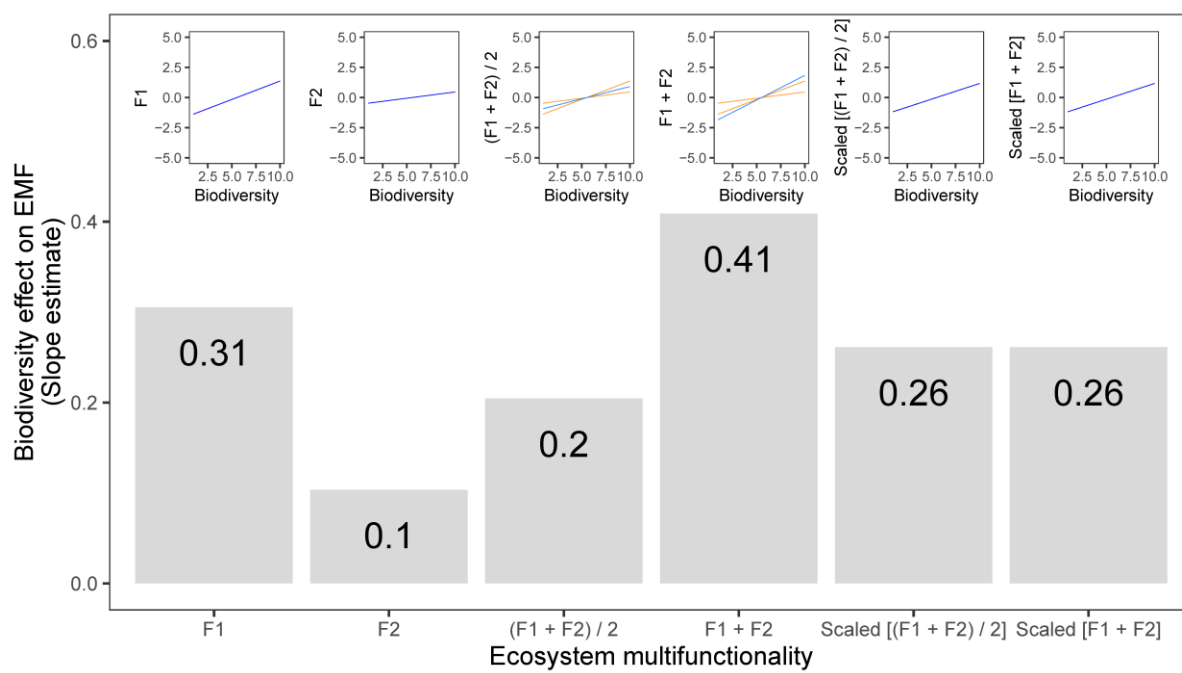 0.6
0.4
0.2
0.0
Biodiversity effect on EMF
(Slope estimate)
F1
5.0
2.5
0.0
−2.5
−5.0
2.5 5.0 7.5 10.0
Biodiversity
F2
5.0
2.5
0.0
−2.5
−5.0
2.5 5.0 7.5 10.0
Biodiversity
(F1 + F2) / 2
5.0
2.5
0.0
−2.5
−5.0
2.5 5.0 7.5 10.0
Biodiversity
F1 + F2
5.0
2.5
0.0
−2.5
−5.0
2.5 5.0 7.5 10.0
Biodiversity
Scaled [(F1 + F2) / 2]
5.0
2.5
0.0
−2.5
−5.0
2.5 5.0 7.5 10.0
Biodiversity
Scaled [F1 + F2]
5.0
2.5
0.0
−2.5
−5.0
2.5 5.0 7.5 10.0
Biodiversity
0.31
0.1
0.2
0.41
0.26
0.26
F1
F2
(F1 + F2) / 2
F1 + F2
Scaled [(F1 + F2) / 2]
Scaled [F1 + F2]
Ecosystem multifunctionality